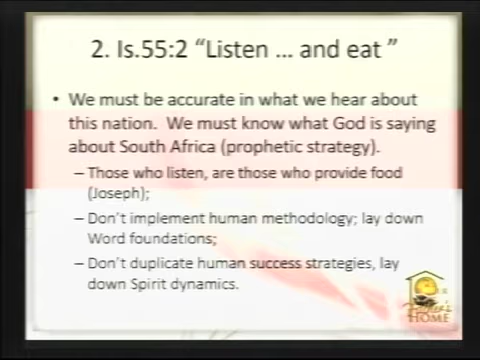 2. Is.55:2 “Listen ... and eat ”
• We must be accurate in what we hear about
this nation. We must know what God is saying
about South Africa (prophetic strategy).
– Those who listen, are those who provide food
(Joseph);
– Don’t implement human methodology; lay down
Word foundations;
– Don’t duplicate human success strategies, lay
down Spirit dynamics.
Father's
HOME